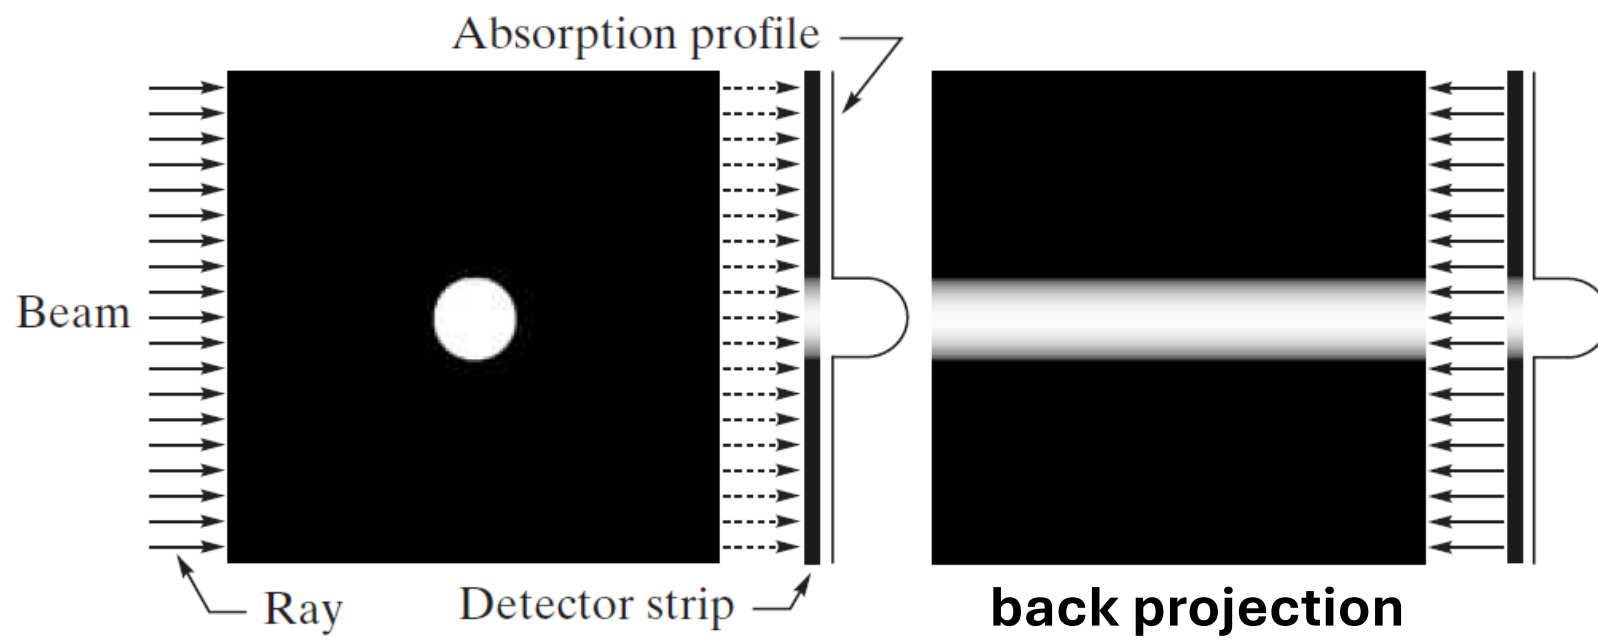 Absorption profile
Beam
Ray
Detector strip
back projection